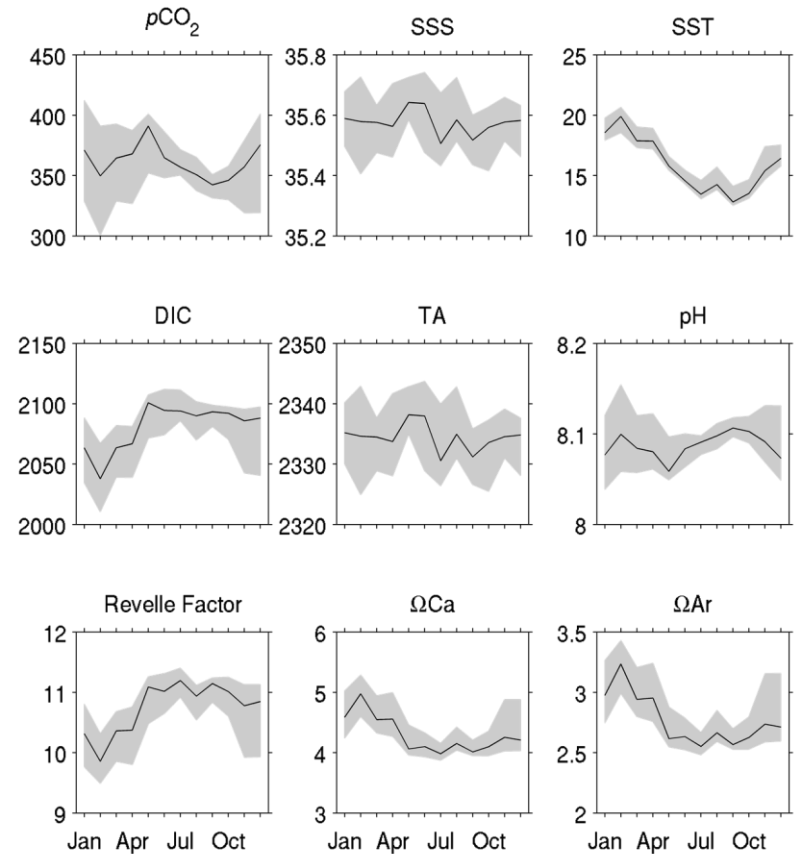 pCO₂ SSS SST
450 35.8 25
400 35.6 20
350 35.4 15
300 35.2 10
DIC TA pH
2150 2350 8.2
2100 2340
2050 2330 8.1
2000 2320 8
Revelle Factor ΩCa ΩAr
12 6 3.5
11 5 3
10 4 2.5
9 3 2
Jan Apr Jul Oct Jan Apr Jul Oct Jan Apr Jul Oct